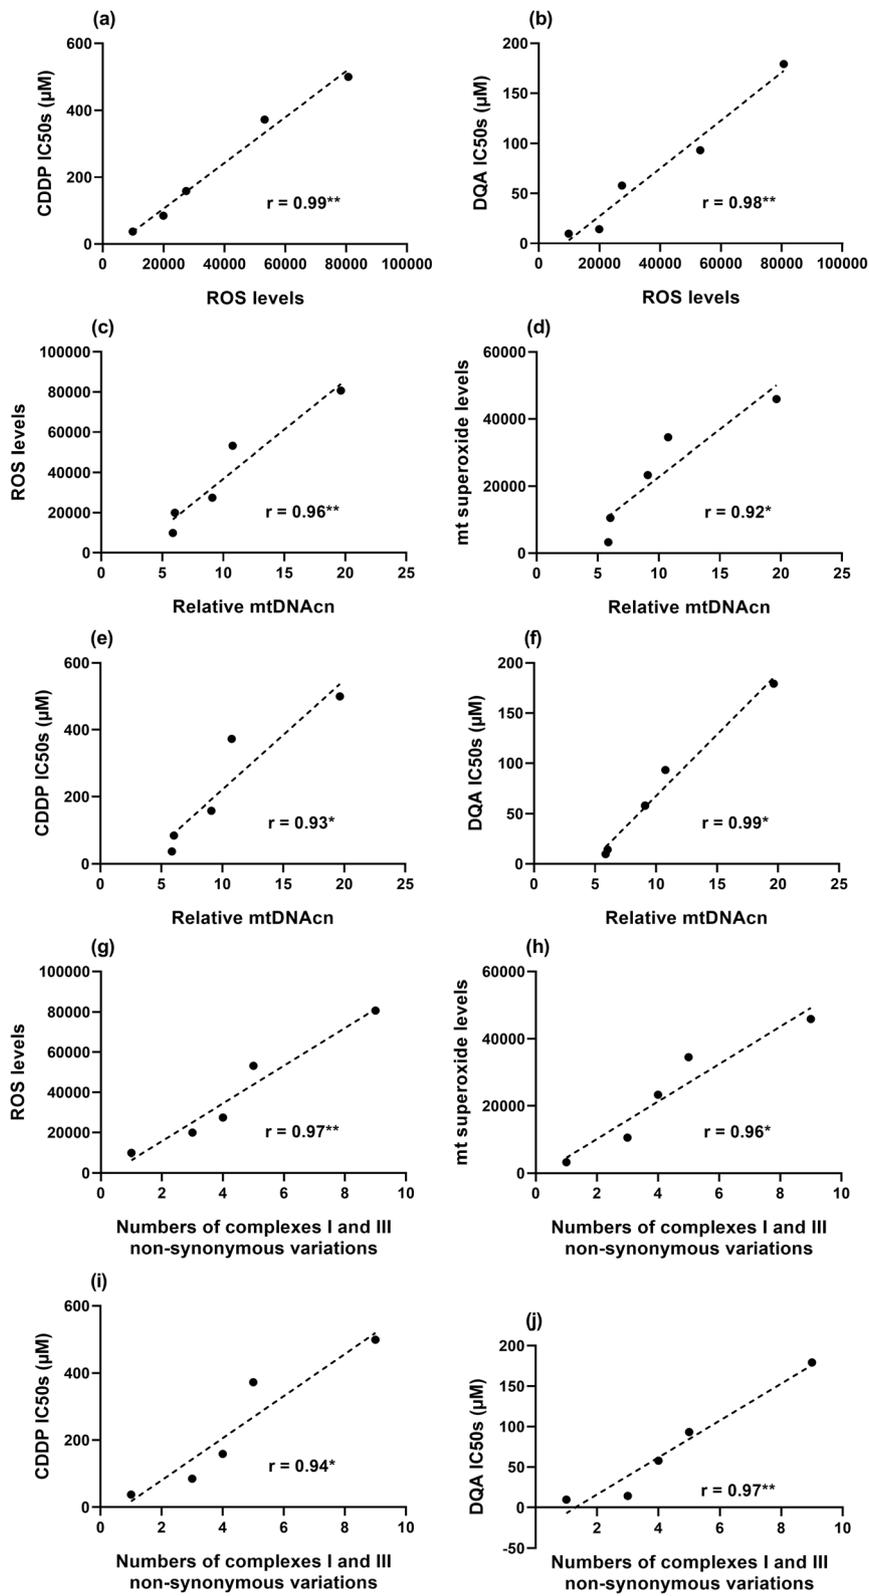 (a)
600
400
200
0
CDDP IC50s (µM)
r = 0.99**
0 20000 40000 60000 80000 100000
ROS levels
(b)
200
150
100
50
0
DQA IC50s (µM)
r = 0.98**
0 20000 40000 60000 80000 100000
ROS levels
(c)
100000
80000
60000
40000
20000
0
ROS levels
r = 0.96**
0 5 10 15 20 25
Relative mtDNAcn
(d)
60000
40000
20000
0
mt superoxide levels
r = 0.92*
0 5 10 15 20 25
Relative mtDNAcn
(e)
600
400
200
0
CDDP IC50s (µM)
r = 0.93*
0 5 10 15 20 25
Relative mtDNAcn
(f)
200
150
100
50
0
DQA IC50s (µM)
r = 0.99*
0 5 10 15 20 25
Relative mtDNAcn
(g)
100000
80000
60000
40000
20000
0
ROS levels
r = 0.97**
0 2 4 6 8 10
Numbers of complexes I and III
non-synonymous variations
(h)
60000
40000
20000
0
mt superoxide levels
r = 0.96*
0 2 4 6 8 10
Numbers of complexes I and III
non-synonymous variations
(i)
600
400
200
0
CDDP IC50s (µM)
r = 0.94*
0 2 4 6 8 10
Numbers of complexes I and III
non-synonymous variations
(j)
200
150
100
50
0
-50
DQA IC50s (µM)
r = 0.97**
2 4 6 8 10
Numbers of complexes I and III
non-synonymous variations